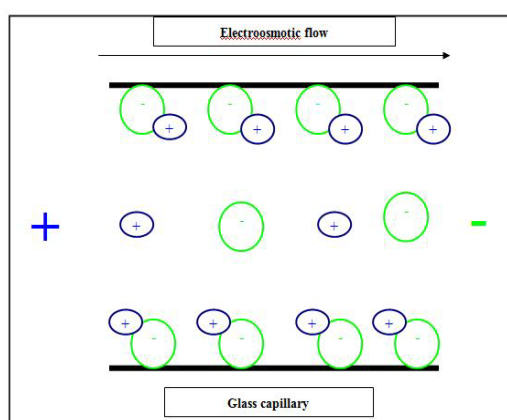 Electroosmotic flow
- - - -
+ + + +
+ - + - + -
+ + + +
- - - -
Glass capillary